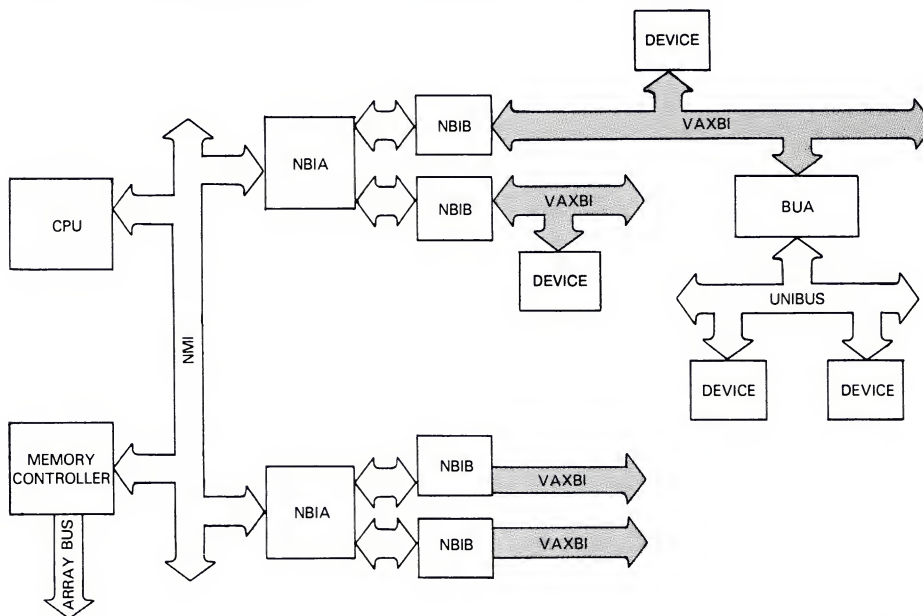 DEVICE
NBIB
VAXBI
NBIA
CPU
NBIB
VAXBI
BUA
DEVICE
UNIBUS
NMI
DEVICE
DEVICE
MEMORY
CONTROLLER
NBIB
VAXBI
NBIA
NBIB
VAXBI
ARRAY BUS